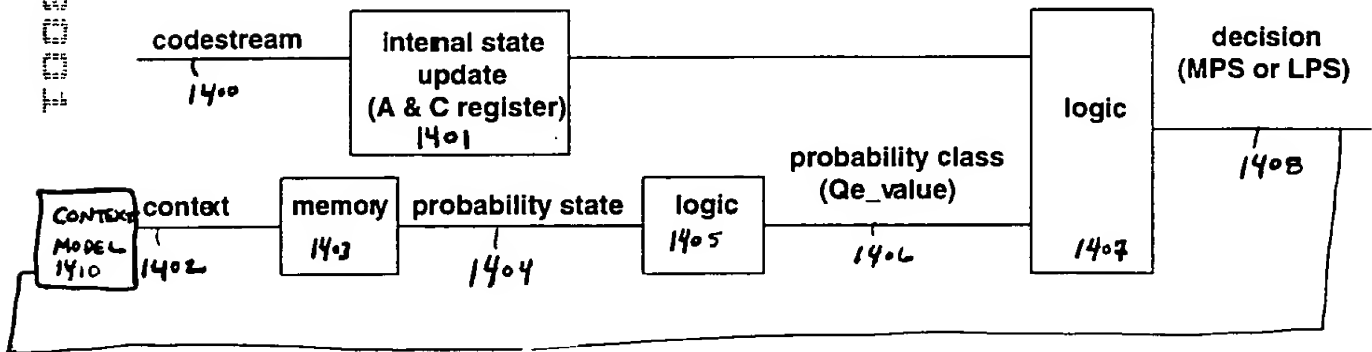 codestream
1400
internal state
update
(A & C register)
1401
logic
1407
decision
(MPS or LPS)
1408
CONTEXT
MODEL
1410
context
1402
memory
1403
probability state
1404
logic
1405
probability class
(Qe_value)
1406